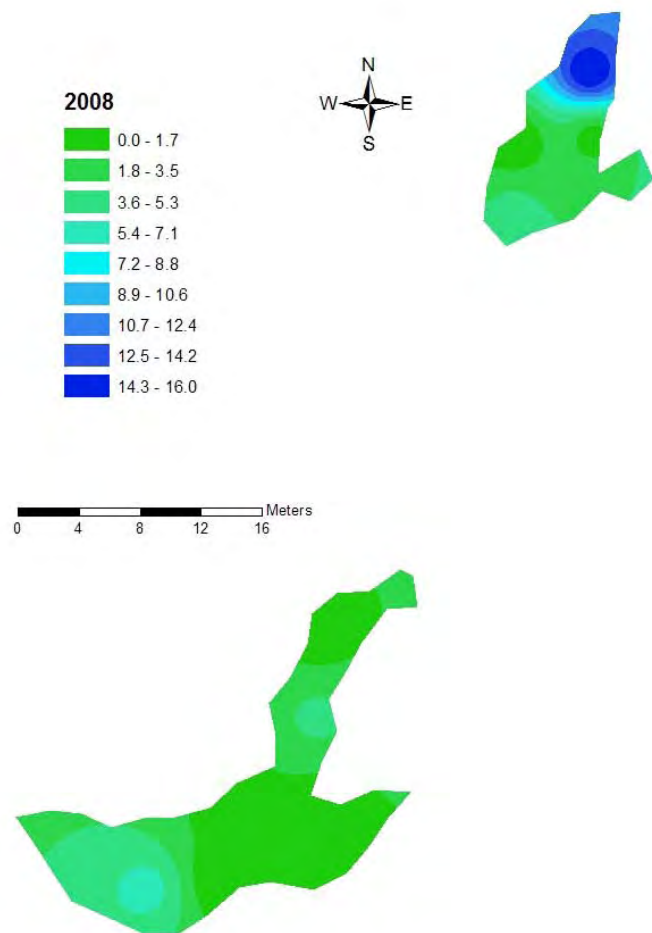 N
W E
S
2008
0.0 - 1.7
1.8 - 3.5
3.6 - 5.3
5.4 - 7.1
7.2 - 8.8
8.9 - 10.6
10.7 - 12.4
12.5 - 14.2
14.3 - 16.0
Meters
0 4 8 12 16